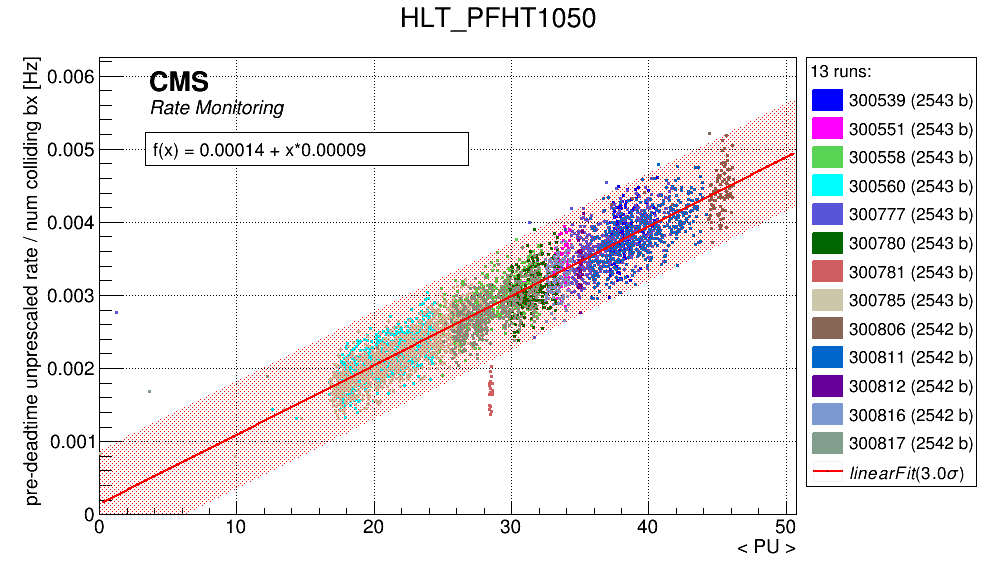 HLT_PFHT1050
pre-deadtime unprescaled rate / num colliding bx [Hz]
CMS
Rate Monitoring
f(x) = 0.00014 + x*0.00009
0.006
0.005
0.004
0.003
0.002
0.001
0
0 10 20 30 40 50
< PU >
13 runs:
300539 (2543 b)
300551 (2543 b)
300558 (2543 b)
300560 (2543 b)
300777 (2543 b)
300780 (2543 b)
300781 (2543 b)
300785 (2543 b)
300806 (2542 b)
300811 (2542 b)
300812 (2542 b)
300816 (2542 b)
300817 (2542 b)
linearFit(3.0σ)